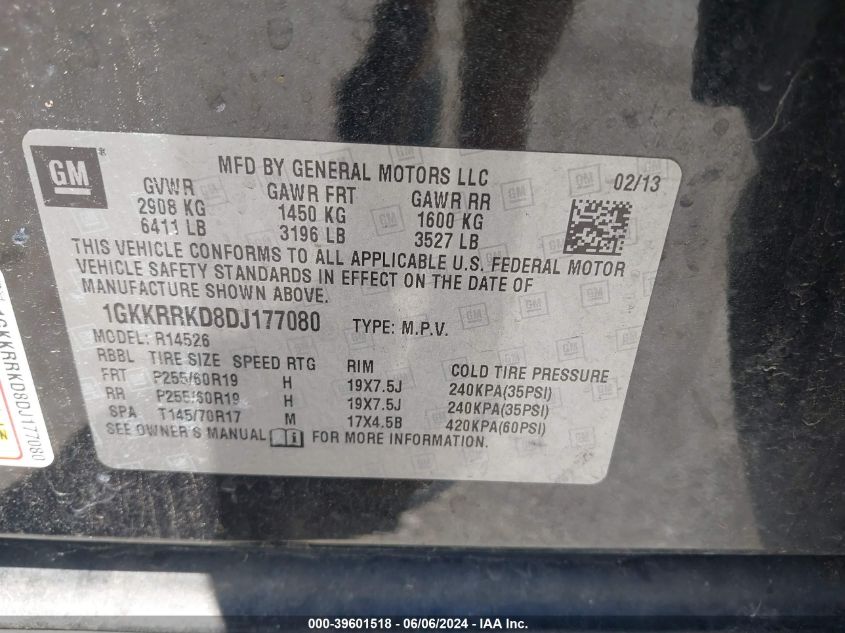 GM
MFD BY GENERAL MOTORS LLC 02/13
GVWR GAWR FRT GAWR RR
2908 KG 1450 KG 1600 KG
6411 LB 3196 LB 3527 LB
THIS VEHICLE CONFORMS TO ALL APPLICABLE U.S. FEDERAL MOTOR
VEHICLE SAFETY STANDARDS IN EFFECT ON THE DATE OF
MANUFACTURE SHOWN ABOVE.
1GKKRRKD8DJ177080 TYPE: M.P.V.
MODEL: R14526
RBBL TIRE SIZE SPEED RTG RIM COLD TIRE PRESSURE
FRT P255/60R19 H 19X7.5J 240KPA(35PSI)
RR P255/60R19 H 19X7.5J 240KPA(35PSI)
SPA T145/70R17 M 17X4.5B 420KPA(60PSI)
SEE OWNER'S MANUAL FOR MORE INFORMATION.
1GKKRRKD8DJ177080
000-39601518 - 06/06/2024 - IAA Inc.